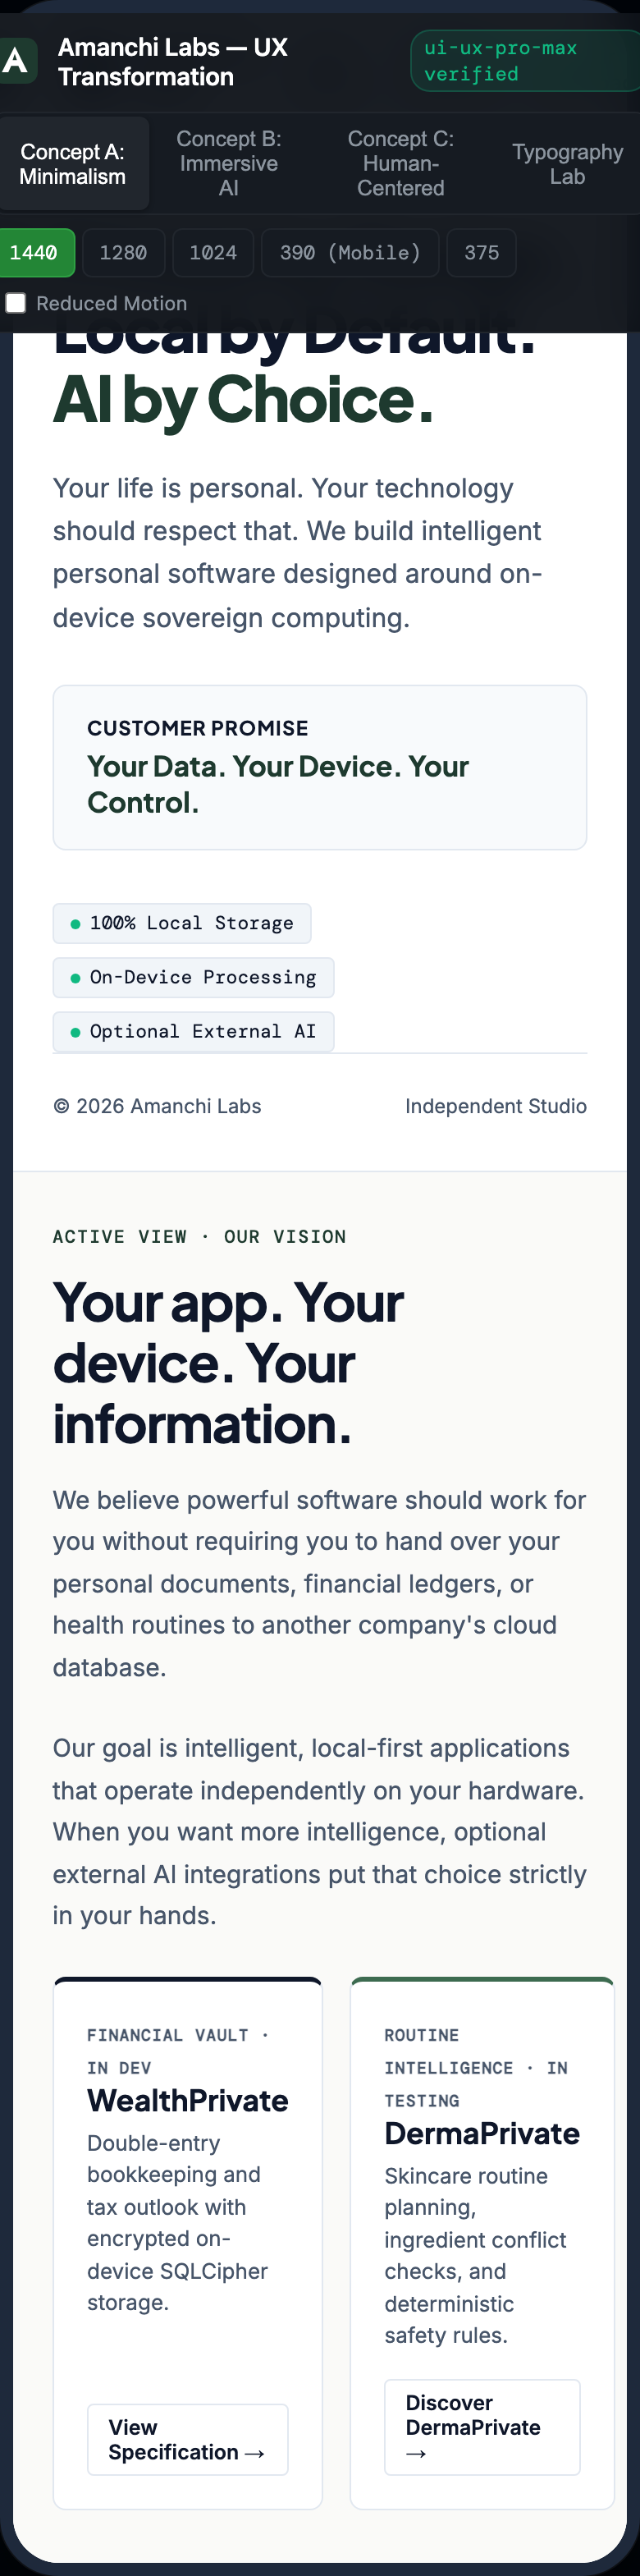 A
Amanchi Labs — UX
Transformation
ui-ux-pro-max
verified
Concept A:
Minimalism
Concept B:
Immersive
AI
Concept C:
Human-
Centered
Typography
Lab
1440
1280
1024
390 (Mobile)
375
Reduced Motion
Local by Default.
AI by Choice.
Your life is personal. Your technology
should respect that. We build intelligent
personal software designed around on-
device sovereign computing.
CUSTOMER PROMISE
Your Data. Your Device. Your
Control.
100% Local Storage
On-Device Processing
Optional External AI
© 2026 Amanchi Labs
Independent Studio
ACTIVE VIEW · OUR VISION
Your app. Your
device. Your
information.
We believe powerful software should work for
you without requiring you to hand over your
personal documents, financial ledgers, or
health routines to another company's cloud
database.
Our goal is intelligent, local-first applications
that operate independently on your hardware.
When you want more intelligence, optional
external AI integrations put that choice strictly
in your hands.
FINANCIAL VAULT ·
IN DEV
WealthPrivate
Double-entry
bookkeeping and
tax outlook with
encrypted on-
device SQLCipher
storage.
View
Specification →
ROUTINE
INTELLIGENCE · IN
TESTING
DermaPrivate
Skincare routine
planning,
ingredient conflict
checks, and
deterministic
safety rules.
Discover
DermaPrivate
→